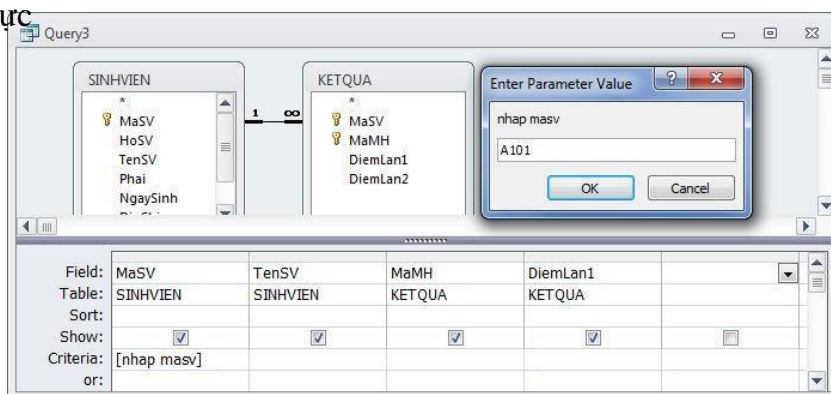 ực
Query3
SINHVIEN
*
MaSV
HoSV
TenSV
Phai
NgaySinh
1 ∞
KETQUA
*
MaSV
MaMH
DiemLan1
DiemLan2
Enter Parameter Value
nhap masv
A101
OK Cancel
Field: MaSV TenSV MaMH DiemLan1
Table: SINHVIEN SINHVIEN KETQUA KETQUA
Sort:
Show:
Criteria: [nhap masv]
or: